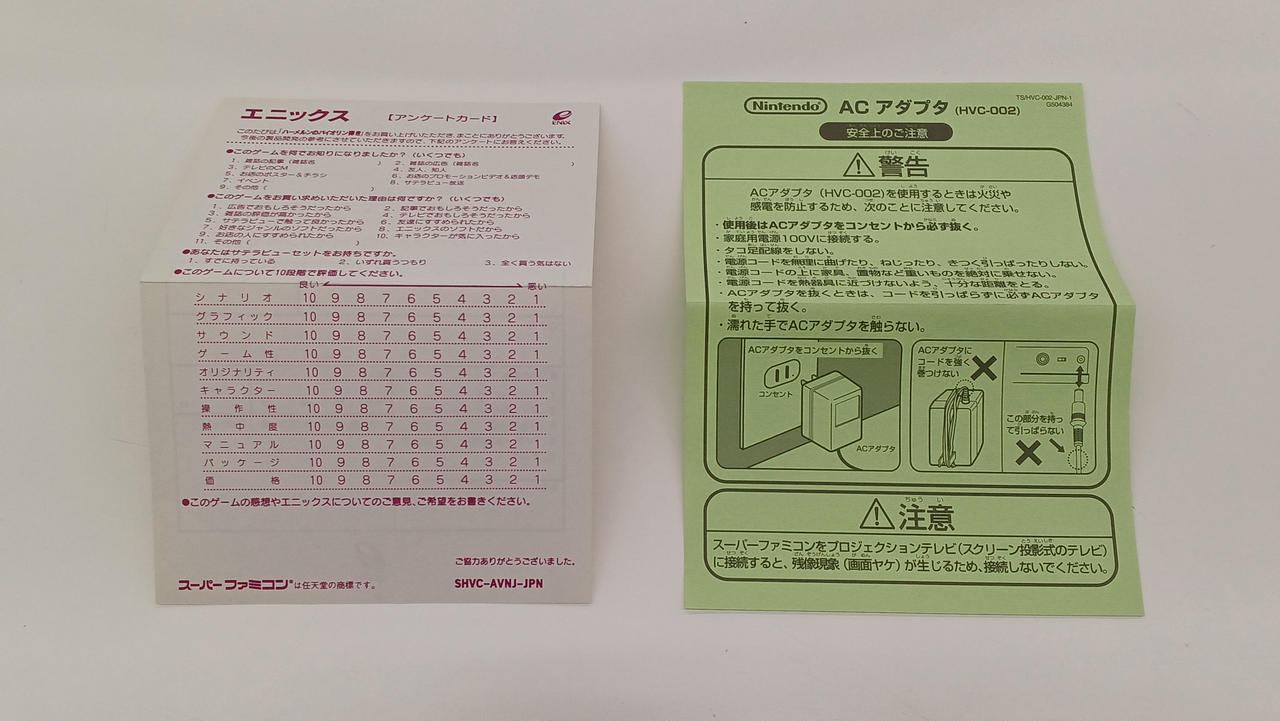 エニックス 【アンケートカード】 ENIX
このたびは「ハーメルンのバイオリン弾き」をお買い上げいただき、まことにありがとうございます。
今後の製品開発の参考にさせていただきますので、下記のアンケートにお答えください。
●このゲームを何でお知りになりましたか？（いくつでも）
1. 雑誌の記事（雑誌名 ） 2. 雑誌の広告（雑誌名 ）
3. テレビのCM 4. 友人、知人
5. お店のポスター＆チラシ 6. お店のプロモーションビデオ＆店頭デモ
7. イベント 8. サテラビュー放送
9. その他（ ）
●このゲームをお買い求めいただいた理由は何ですか？（いくつでも）
1. 広告でおもしろそうだったから 2. 記事でおもしろそうだったから
3. 雑誌の評価が高かったから 4. テレビでおもしろそうだったから
5. サテラビューで触って良かったから 6. 友達にすすめられたから
7. 好きなジャンルのソフトだったから 8. エニックスのソフトだから
9. お店の人にすすめられたから 10. キャラクターが気に入ったから
11. その他（ ）
●あなたはサテラビューセットをお持ちですか。
1. すでに持っている 2. いずれ買うつもり 3. 全く買う気はない
●このゲームについて10段階で評価してください。
良い 悪い
シナリオ 10 9 8 7 6 5 4 3 2 1
グラフィック 10 9 8 7 6 5 4 3 2 1
サウンド 10 9 8 7 6 5 4 3 2 1
ゲーム性 10 9 8 7 6 5 4 3 2 1
オリジナリティ 10 9 8 7 6 5 4 3 2 1
キャラクター 10 9 8 7 6 5 4 3 2 1
操作性 10 9 8 7 6 5 4 3 2 1
熱中度 10 9 8 7 6 5 4 3 2 1
マニュアル 10 9 8 7 6 5 4 3 2 1
パッケージ 10 9 8 7 6 5 4 3 2 1
価格 10 9 8 7 6 5 4 3 2 1
●このゲームの感想やエニックスについてのご意見、ご希望をお書きください。
ご協力ありがとうございました。
スーパーファミコン®は任天堂の商標です。 SHVC-AVNJ-JPN
TS/HVC-002-JPN-1
G504384
Nintendo ACアダプタ (HVC-002)
安全上のご注意
⚠警告
ACアダプタ（HVC-002）を使用するときは火災や
感電を防止するため、次のことに注意してください。
・使用後はACアダプタをコンセントから必ず抜く。
・家庭用電源100Vに接続する。
・タコ足配線をしない。
・電源コードを無理に曲げたり、ねじったり、きつく引っぱったりしない。
・電源コードの上に家具、置物など重いものを絶対に乗せない。
・電源コードを熱器具に近づけないよう、十分な距離をとる。
・ACアダプタを抜くときは、コードを引っぱらずに必ずACアダプタ
を持って抜く。
・濡れた手でACアダプタを触らない。
ACアダプタをコンセントから抜く
コンセント
ACアダプタ
ACアダプタに
コードを強く
巻つけない
この部分を持っ
て引っぱらない
⚠注意
スーパーファミコンをプロジェクションテレビ（スクリーン投影式のテレビ）
に接続すると、残像現象（画面ヤケ）が生じるため、接続しないでください。